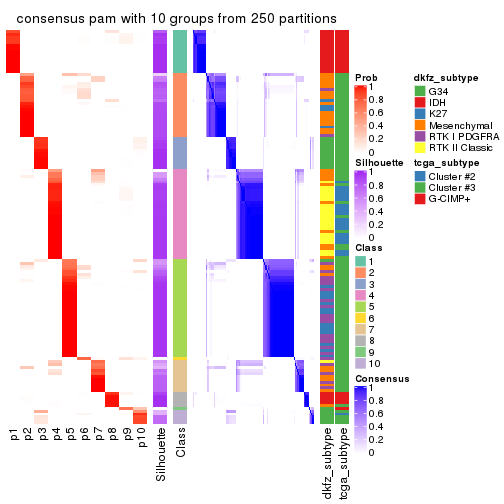 consensus pam with 10 groups from 250 partitions
Prob
1
0.8
0.6
0.4
0.2
0
Silhouette
1
0.8
0.6
0.4
0.2
0
Class
1
2
3
4
5
6
7
8
9
10
Consensus
1
0.8
0.6
0.4
0.2
0
dkfz_subtype
G34
IDH
K27
Mesenchymal
RTK I PDGFRA
RTK II Classic
tcga_subtype
Cluster #2
Cluster #3
G-CIMP+
p1
p2
p3
p4
p5
p6
p7
p8
p9
p10
Silhouette
Class
dkfz_subtype
tcga_subtype